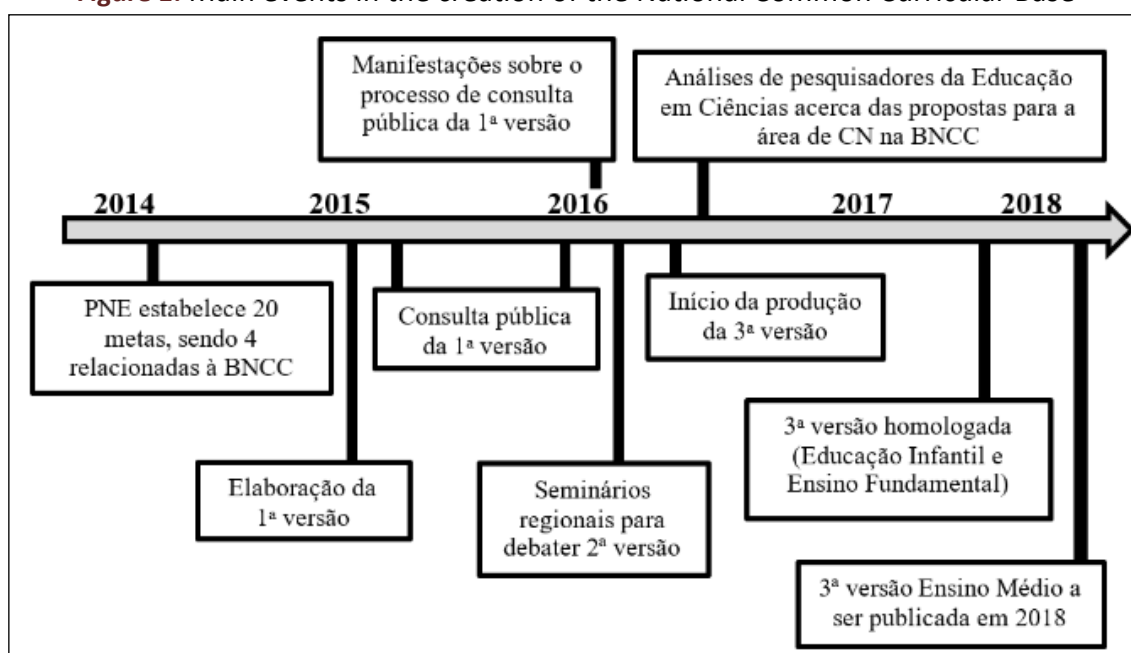 Figure 1. Main events in the creation of the National Common Curricular Base
Manifestações sobre o
processo de consulta
pública da 1ª versão
Análises de pesquisadores da Educação
em Ciências acerca das propostas para a
área de CN na BNCC
2014
2015
2016
2017
2018
PNE estabelece 20
metas, sendo 4
relacionadas à BNCC
Consulta pública
da 1ª versão
Início da produção
da 3ª versão
Elaboração da
1ª versão
Seminários
regionais para
debater 2ª versão
3ª versão homologada
(Educação Infantil e
Ensino Fundamental)
3ª versão Ensino Médio a
ser publicada em 2018